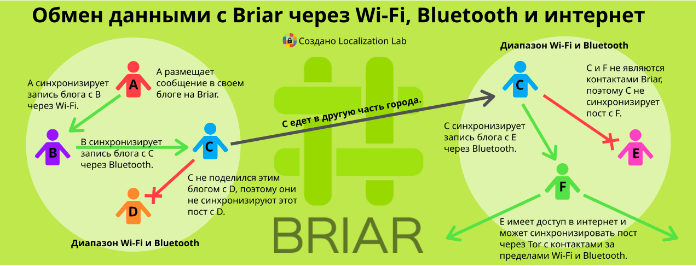 Обмен данными с Briar через Wi-Fi, Bluetooth и интернет
Создано Localization Lab
Диапазон Wi-Fi и Bluetooth
А синхронизирует
запись блога с B
через Wi-Fi.
A
А размещает
сообщение в своем
блоге на Briar.
B
B синхронизирует
запись блога с C
через Bluetooth.
C
C не поделился этим
блогом с D, поэтому они
не синхронизируют этот
пост с D.
D
Диапазон Wi-Fi и Bluetooth
C едет в другую часть города.
BRIAR
C
C и F не являются
контактами Briar,
поэтому C не
синхронизирует
пост с F.
C синхронизирует
запись блога с E
через Bluetooth.
E
F
E имеет доступ в интернет и
может синхронизировать пост
через Tor с контактами за
пределами Wi-Fi и Bluetooth.